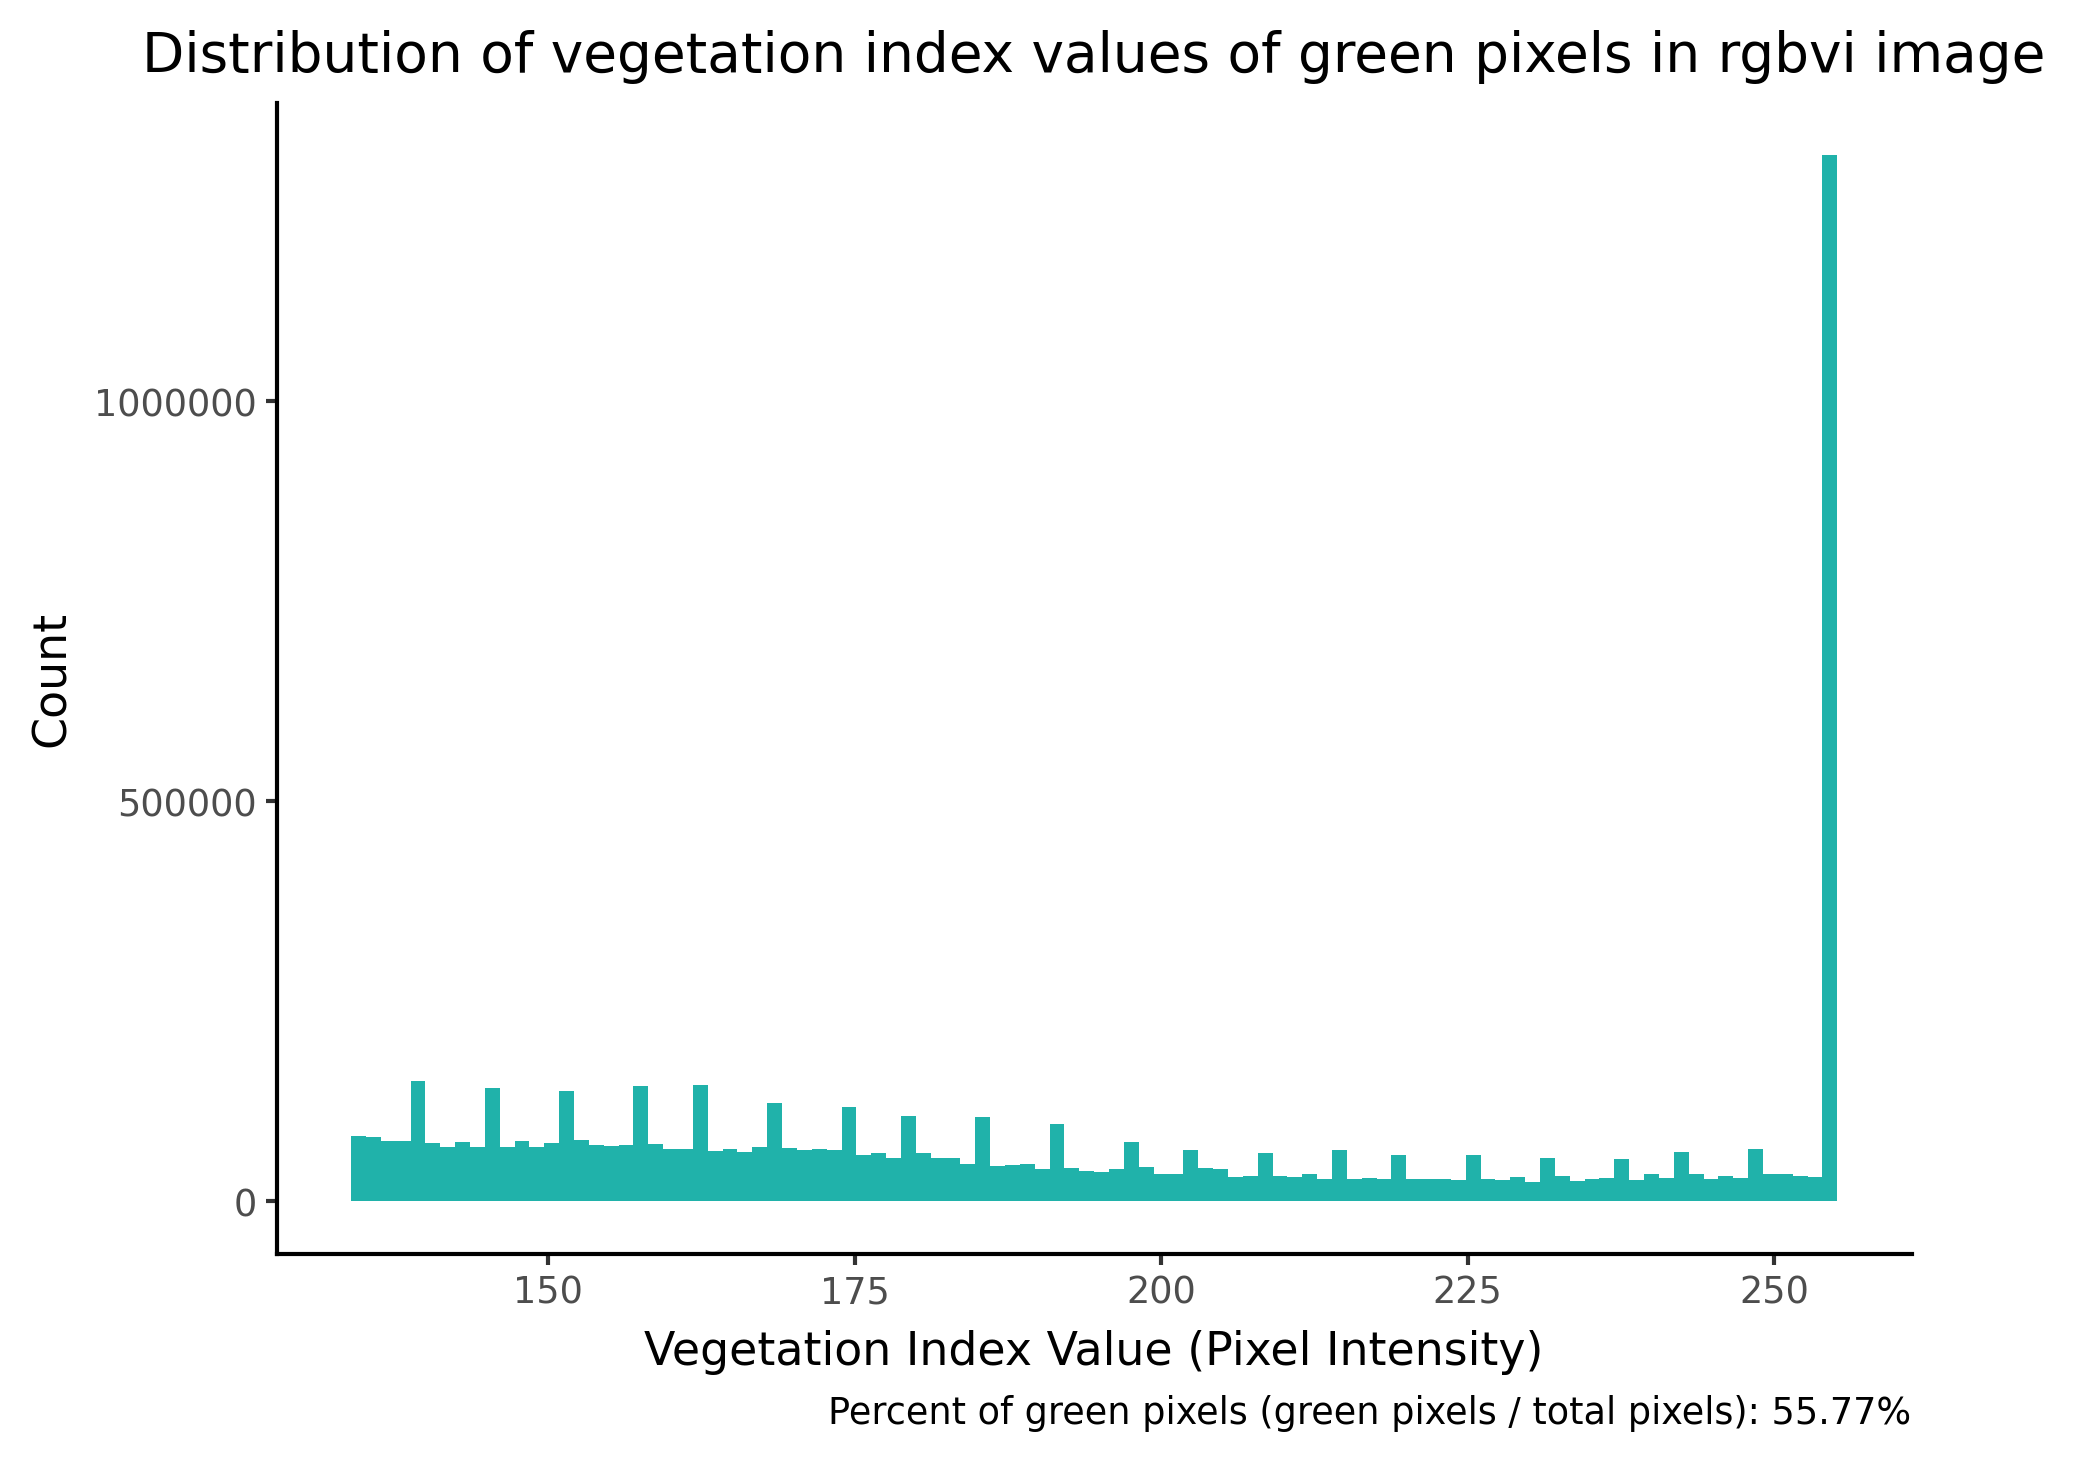 Distribution of vegetation index values of green pixels in rgbvi image
Count
1000000
500000
0
150 175 200 225 250
Vegetation Index Value (Pixel Intensity)
Percent of green pixels (green pixels / total pixels): 55.77%